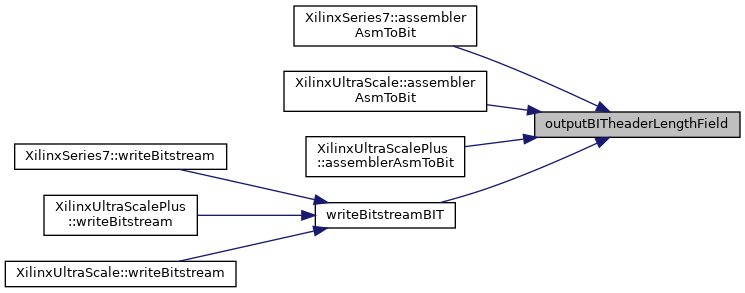 XilinxSeries7::assembler
AsmToBit
XilinxUltraScale::assembler
AsmToBit
outputBITheaderLengthField
XilinxUltraScalePlus
::assemblerAsmToBit
XilinxSeries7::writeBitstream
XilinxUltraScalePlus
::writeBitstream
writeBitstreamBIT
XilinxUltraScale::writeBitstream